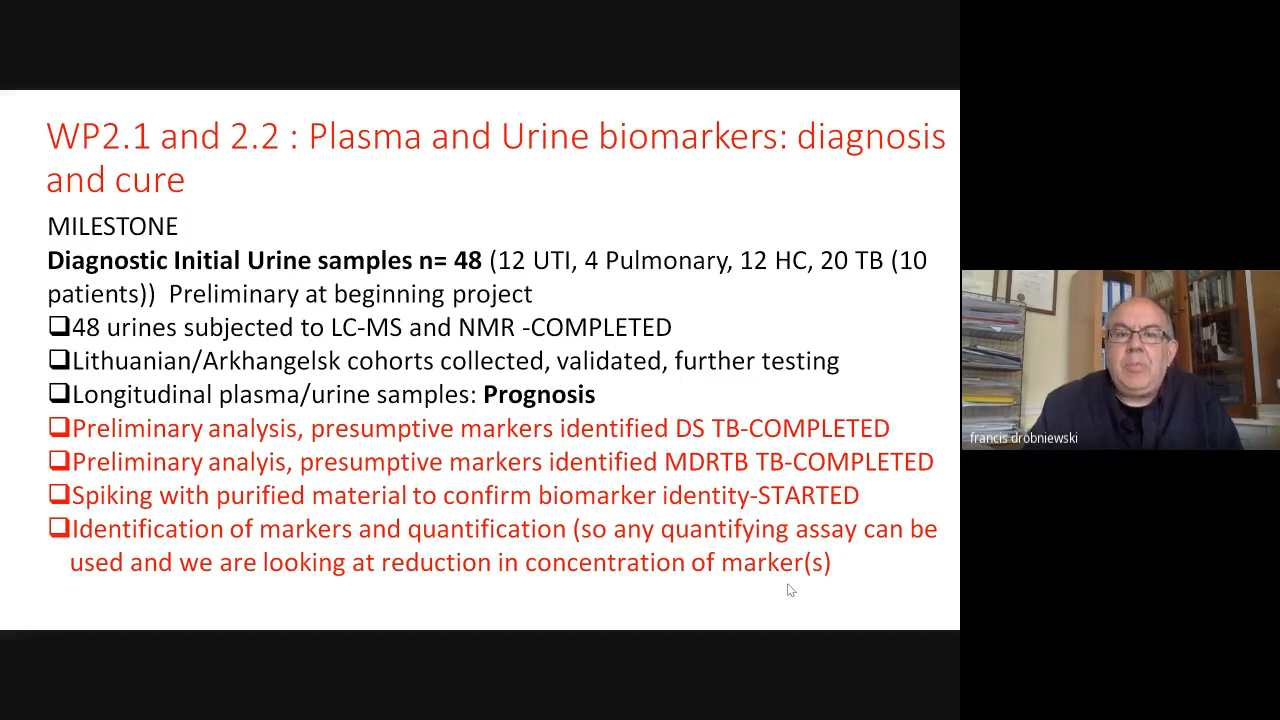 WP2.1 and 2.2 : Plasma and Urine biomarkers: diagnosis
and cure
MILESTONE
Diagnostic Initial Urine samples n= 48 (12 UTI, 4 Pulmonary, 12 HC, 20 TB (10
patients)) Preliminary at beginning project
❑48 urines subjected to LC-MS and NMR -COMPLETED
❑Lithuanian/Arkhangelsk cohorts collected, validated, further testing
❑Longitudinal plasma/urine samples: Prognosis
❑Preliminary analysis, presumptive markers identified DS TB-COMPLETED
❑Preliminary analyis, presumptive markers identified MDRTB TB-COMPLETED
❑Spiking with purified material to confirm biomarker identity-STARTED
❑Identification of markers and quantification (so any quantifying assay can be
used and we are looking at reduction in concentration of marker(s)
francis drobniewski